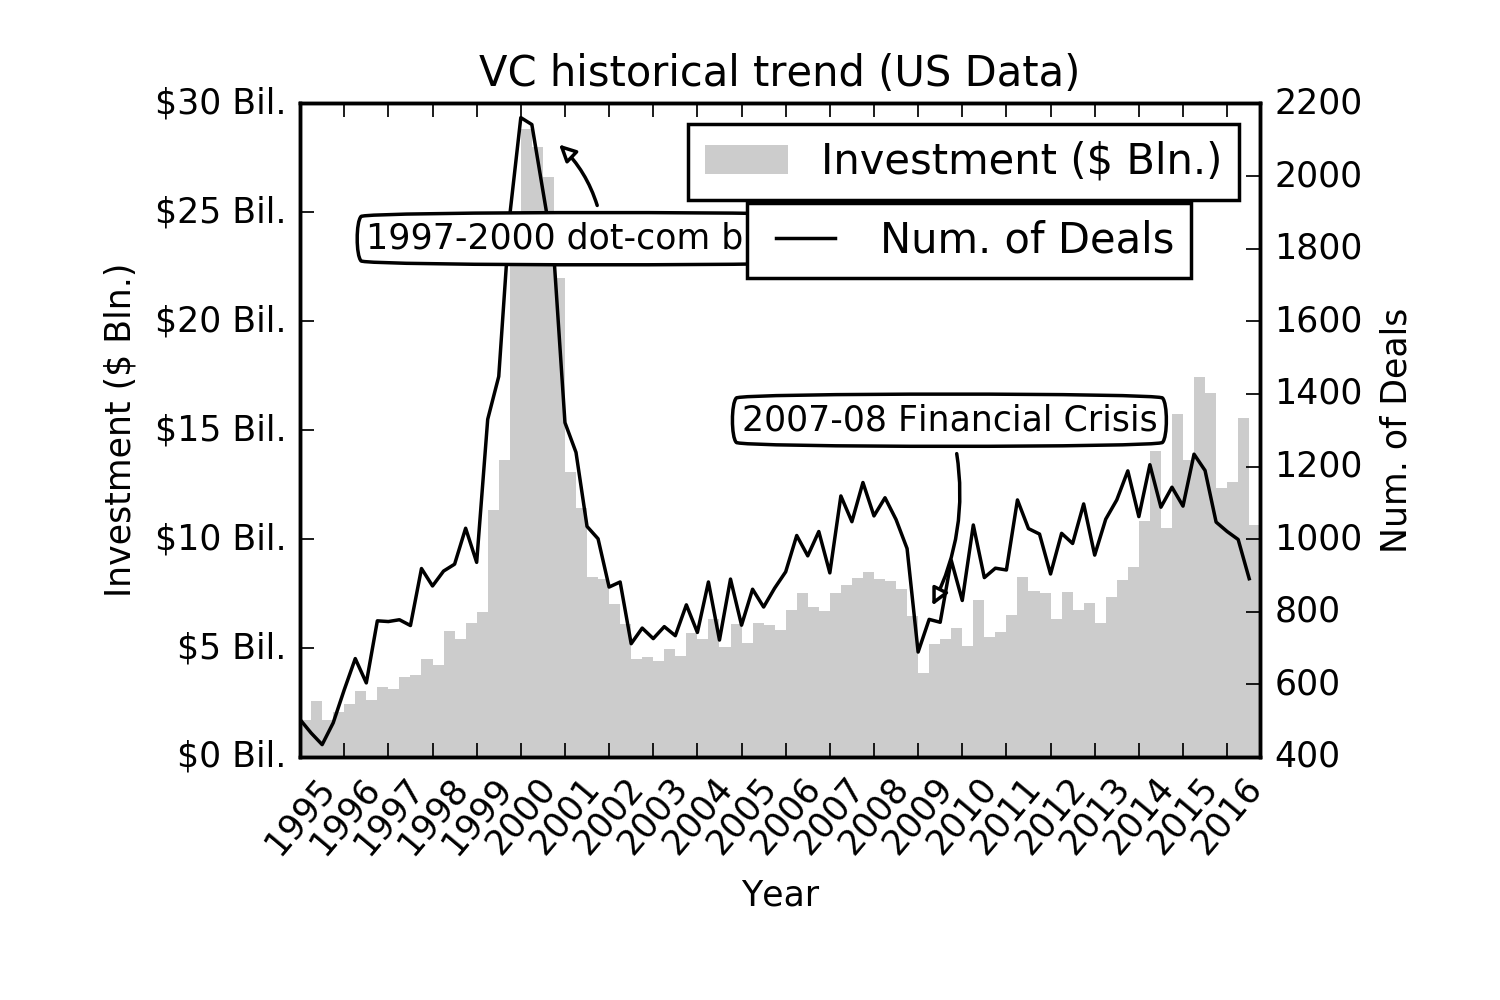 VC historical trend (US Data)
$30 Bil.
$25 Bil.
$20 Bil.
$15 Bil.
$10 Bil.
$5 Bil.
$0 Bil.
Investment ($ Bln.)
Investment ($ Bln.)
Num. of Deals
1997-2000 dot-com b
2007-08 Financial Crisis
2200
2000
1800
1600
1400
1200
1000
800
600
400
Num. of Deals
1995 1996 1997 1998 1999 2000 2001 2002 2003 2004 2005 2006 2007 2008 2009 2010 2011 2012 2013 2014 2015 2016
Year